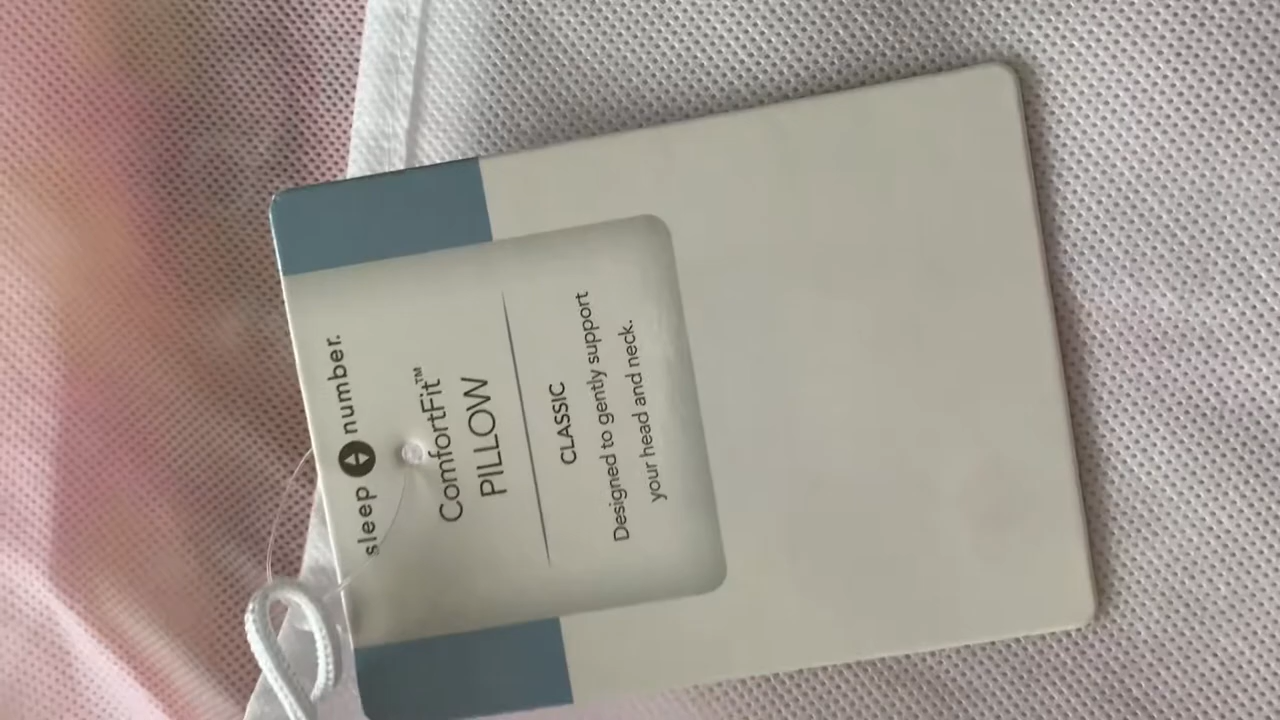 sleep number.
ComfortFit™
PILLOW
CLASSIC
Designed to gently support
your head and neck.